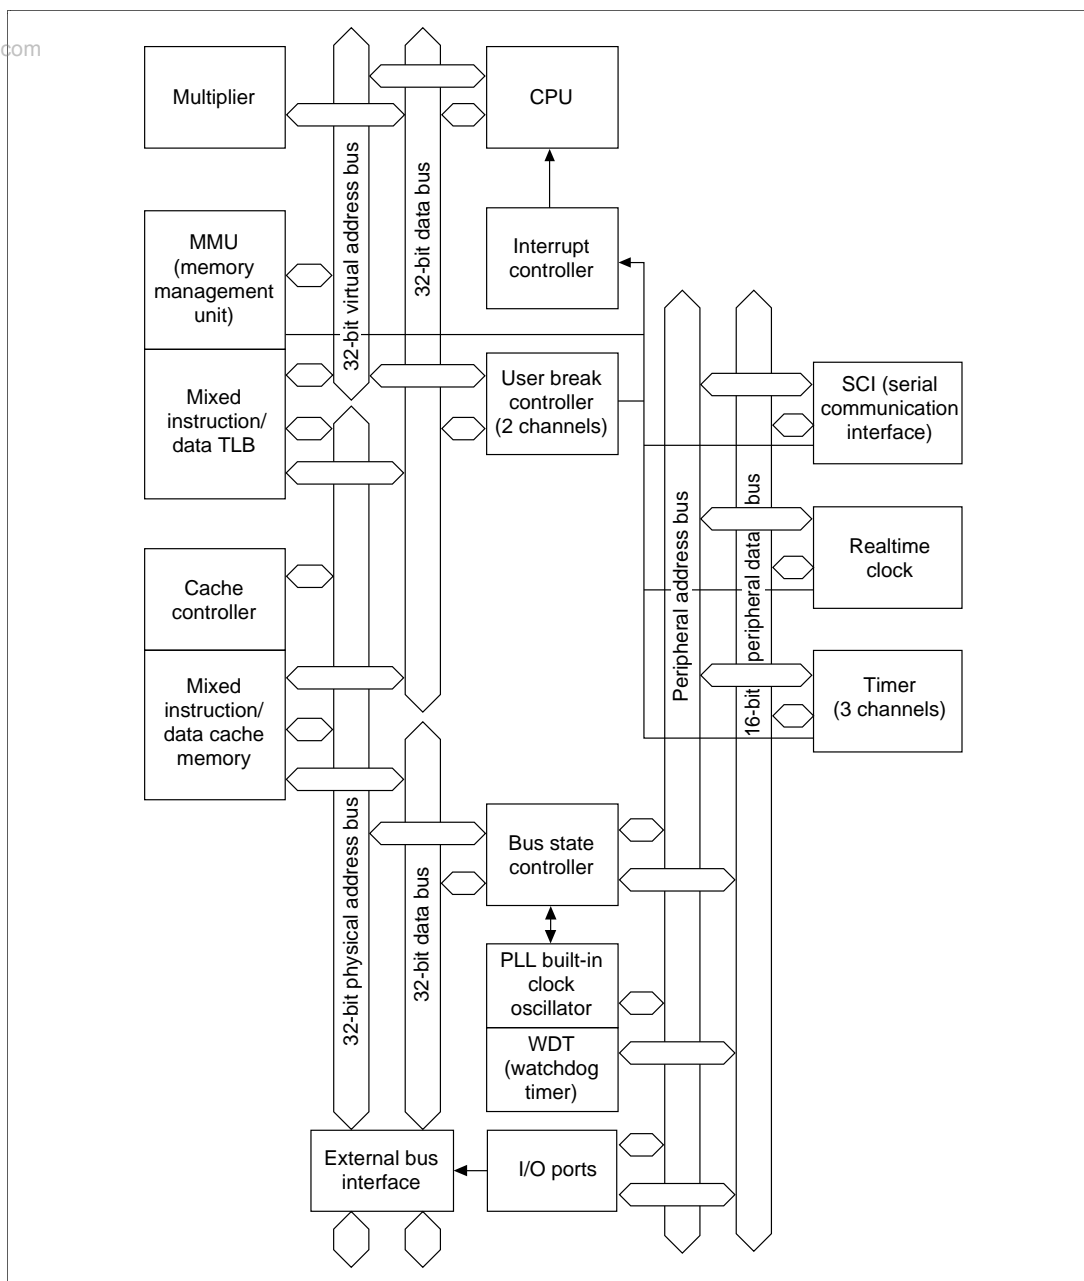 com
Multiplier
CPU
32-bit virtual address bus
32-bit data bus
MMU
(memory
management
unit)
Interrupt
controller
Mixed
instruction/
data TLB
User break
controller
(2 channels)
SCI (serial
communication
interface)
Peripheral address bus
16-bit peripheral data bus
Realtime
clock
Cache
controller
Mixed
instruction/
data cache
memory
Timer
(3 channels)
32-bit physical address bus
32-bit data bus
Bus state
controller
PLL built-in
clock
oscillator
WDT
(watchdog
timer)
External bus
interface
I/O ports